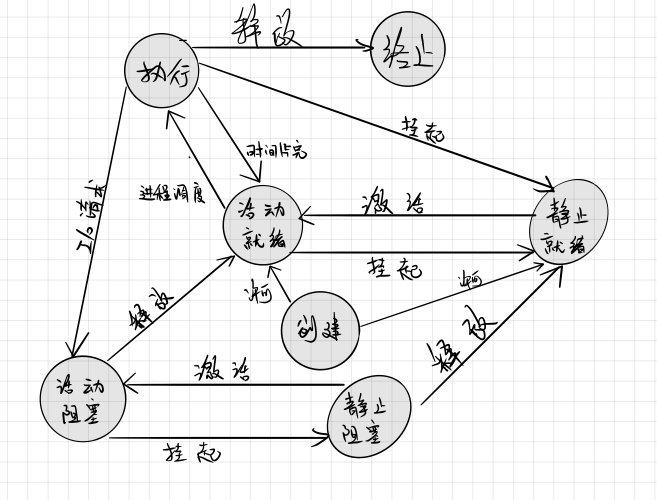 释放
终止
执行
挂起
时间片完
进程调度
I/O请求
激活
活动
就绪
静止
就绪
挂起
许可
许可
释放
创建
释放
激活
活动
阻塞
静止
阻塞
挂起